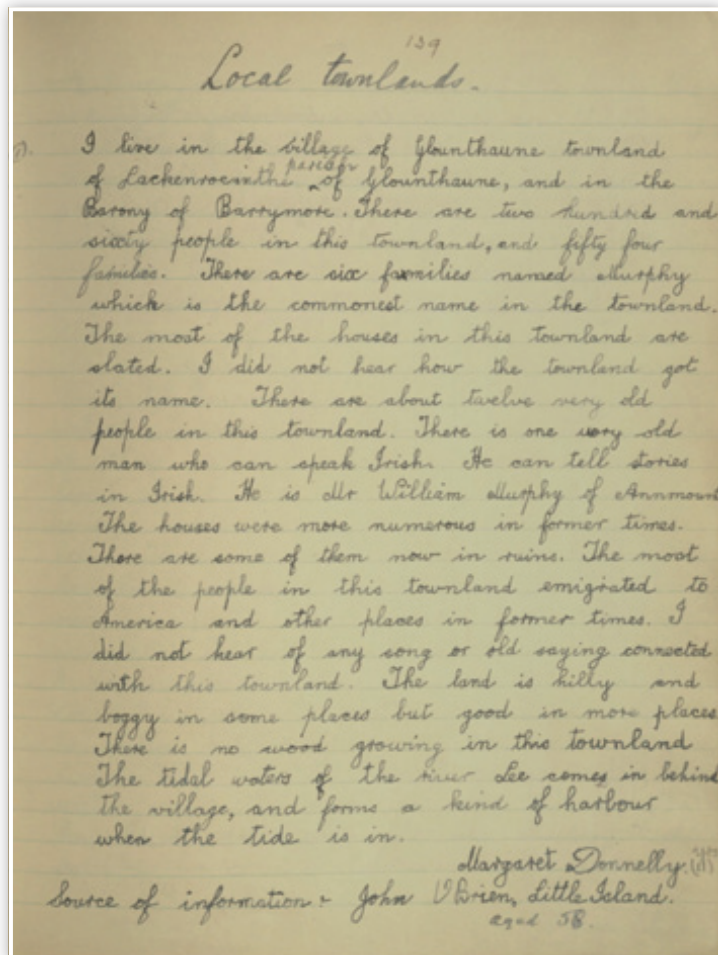 139
Local townlands.
I live in the village of Glounthaune townland
of Lackenroe in the parish of Glounthaune, and in the
Barony of Barrymore. There are two hundred and
sixty people in this townland, and fifty four
families. There are six families named Murphy
which is the commonest name in the townland.
The most of the houses in this townland are
slated. I did not hear how the townland got
its name. There are about twelve very old
people in this townland. There is one very old
man who can speak Irish. He can tell stories
in Irish. He is Mr William Murphy of Annmount
The houses were more numerous in former times.
There are some of them now in ruins. The most
of the people in this townland emigrated to
America and other places in former times. I
did not hear of any song or old saying connected
with this townland. The land is hilly and
boggy in some places but good in more places.
There is no wood growing in this townland
The tidal waters of the river Lee comes in behind
the village, and forms a kind of harbour
when the tide is in.
Margaret Donnelly.
Source of information:- John O'Brien, Little Island.
aged 58.